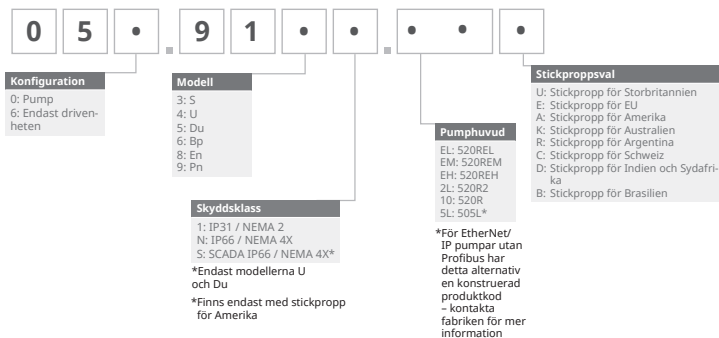 0 5 • . 9 1 • • . • • •
Konfiguration
0: Pump
6: Endast driven-
heten
Modell
3: S
4: U
5: Du
6: Bp
8: En
9: Pn
Skyddsklass
1: IP31 / NEMA 2
N: IP66 / NEMA 4X
S: SCADA IP66 / NEMA 4X*
*Endast modellerna U
och Du
*Finns endast med stickpropp
för Amerika
Pumphuvud
EL: 520REL
EM: 520REM
EH: 520REH
2L: 520R2
10: 520R
5L: 505L*
*För EtherNet/
IP pumpar utan
Profibus har
detta alternativ
en konstruerad
produktkod
– kontakta
fabriken för mer
information
Stickproppsval
U: Stickpropp för Storbritannien
E: Stickpropp för EU
A: Stickpropp för Amerika
K: Stickpropp för Australien
R: Stickpropp för Argentina
C: Stickpropp för Schweiz
D: Stickpropp för Indien och Sydafri-
ka
B: Stickpropp för Brasilien